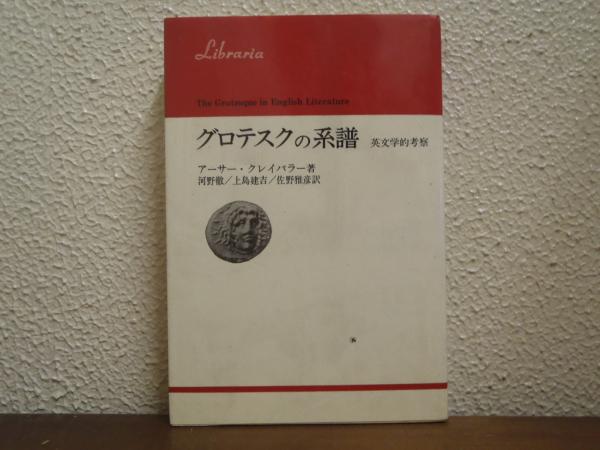 Libraria
The Grotesque in English Literature
グロテスクの系譜 英文学的考察
アーサー・クレイバラー著
河野徹／上島建吉／佐野雅彦訳